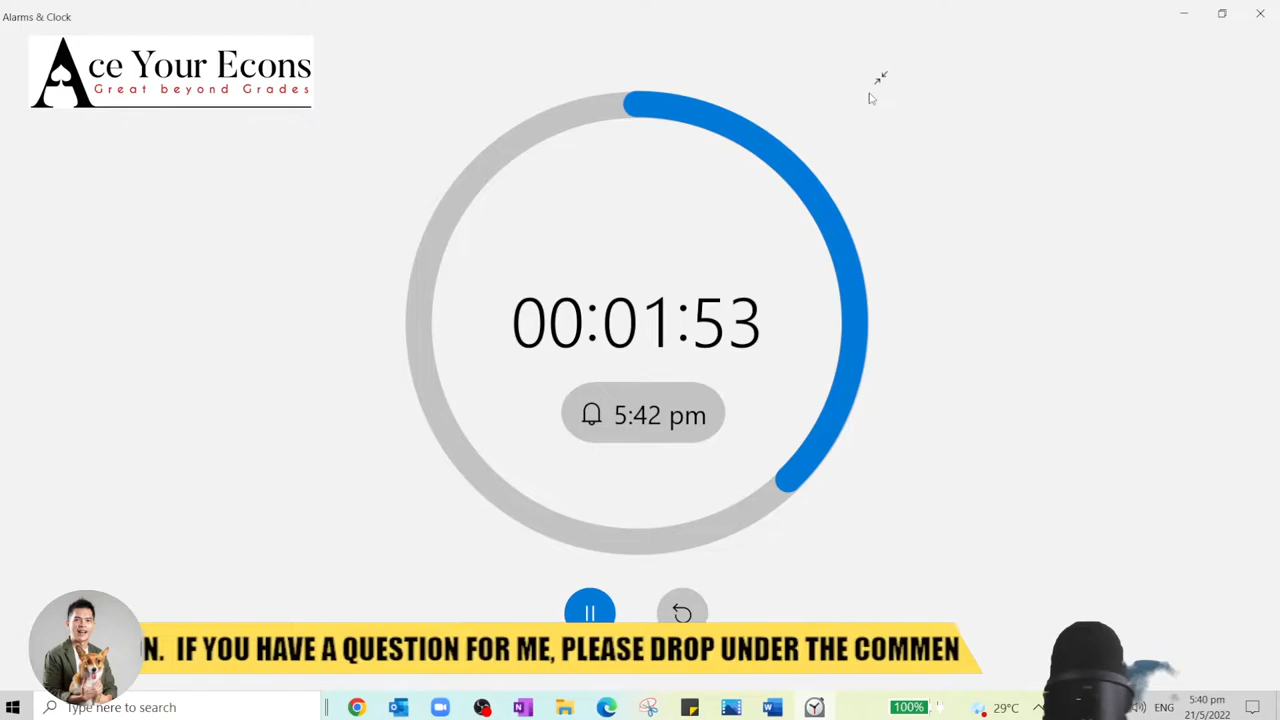 Alarms & Clock
Ace Your Econs
Great beyond Grades
00:01:53
5:42 pm
N. IF YOU HAVE A QUESTION FOR ME, PLEASE DROP UNDER THE COMMEN
Type here to search
100%
29°C
ENG
5:40 pm
21/5/2022